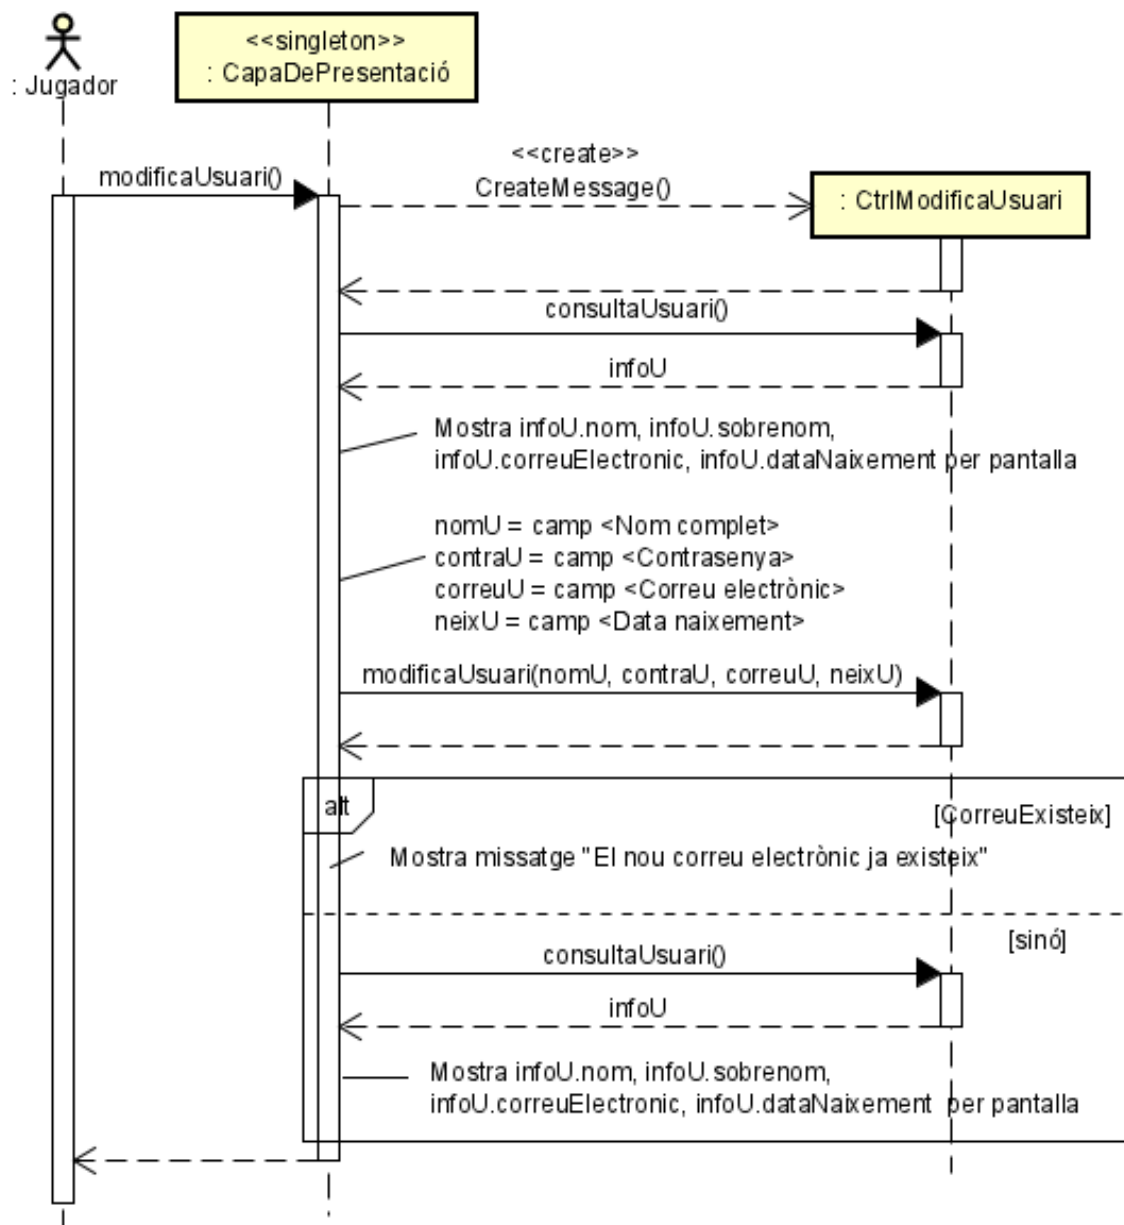 <<singleton>>
: CapaDePresentació
: Jugador
<<create>>
modificaUsuari()
CreateMessage()
: CtrlModificaUsuari
consultaUsuari()
infoU
Mostra infoU.nom, infoU.sobrenom,
infoU.correuElectronic, infoU.dataNaixement per pantalla
nomU = camp <Nom complet>
contraU = camp <Contrasenya>
correuU = camp <Correu electrònic>
neixU = camp <Data naixement>
modificaUsuari(nomU, contraU, correuU, neixU)
alt
[CorreuExisteix]
Mostra missatge "El nou correu electrònic ja existeix"
[sinó]
consultaUsuari()
infoU
Mostra infoU.nom, infoU.sobrenom,
infoU.correuElectronic, infoU.dataNaixement per pantalla